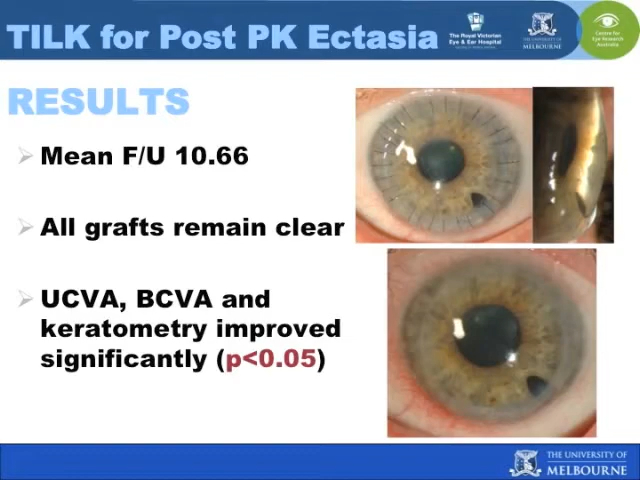 TILK for Post PK Ectasia
The Royal Victorian
Eye & Ear Hospital
THE UNIVERSITY OF
MELBOURNE
Centre for
Eye Research
Australia
RESULTS
Mean F/U 10.66
All grafts remain clear
UCVA, BCVA and
keratometry improved
significantly (p<0.05)
THE UNIVERSITY OF
MELBOURNE